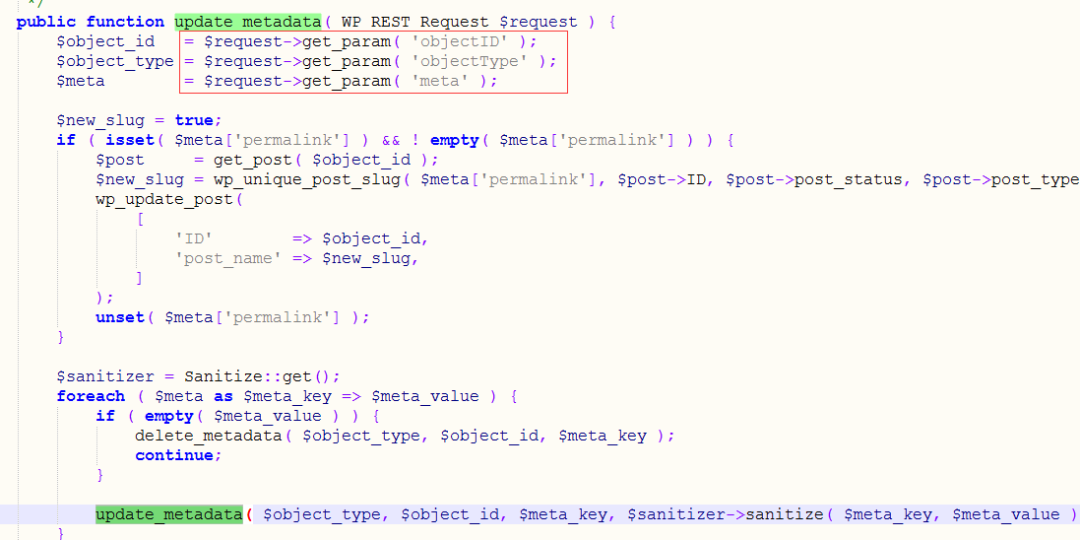 */
public function update_metadata( WP_REST_Request $request ) {
$object_id = $request->get_param( 'objectID' );
$object_type = $request->get_param( 'objectType' );
$meta = $request->get_param( 'meta' );
$new_slug = true;
if ( isset( $meta['permalink'] ) && ! empty( $meta['permalink'] ) ) {
$post = get_post( $object_id );
$new_slug = wp_unique_post_slug( $meta['permalink'], $post->ID, $post->post_status, $post->post_type
wp_update_post(
[
'ID' => $object_id,
'post_name' => $new_slug,
]
);
unset( $meta['permalink'] );
}
$sanitizer = Sanitize::get();
foreach ( $meta as $meta_key => $meta_value ) {
if ( empty( $meta_value ) ) {
delete_metadata( $object_type, $object_id, $meta_key );
continue;
}
update_metadata( $object_type, $object_id, $meta_key, $sanitizer->sanitize( $meta_key, $meta_value )
}